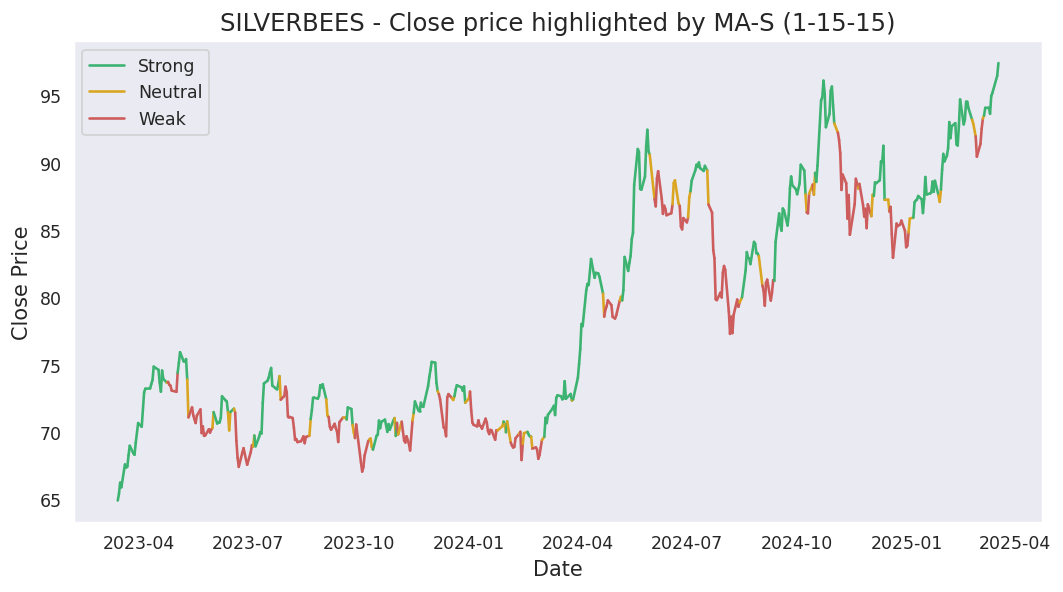 SILVERBEES - Close price highlighted by MA-S (1-15-15)
Strong
Neutral
Weak
Close Price
95
90
85
80
75
70
65
2023-04 2023-07 2023-10 2024-01 2024-04 2024-07 2024-10 2025-01 2025-04
Date